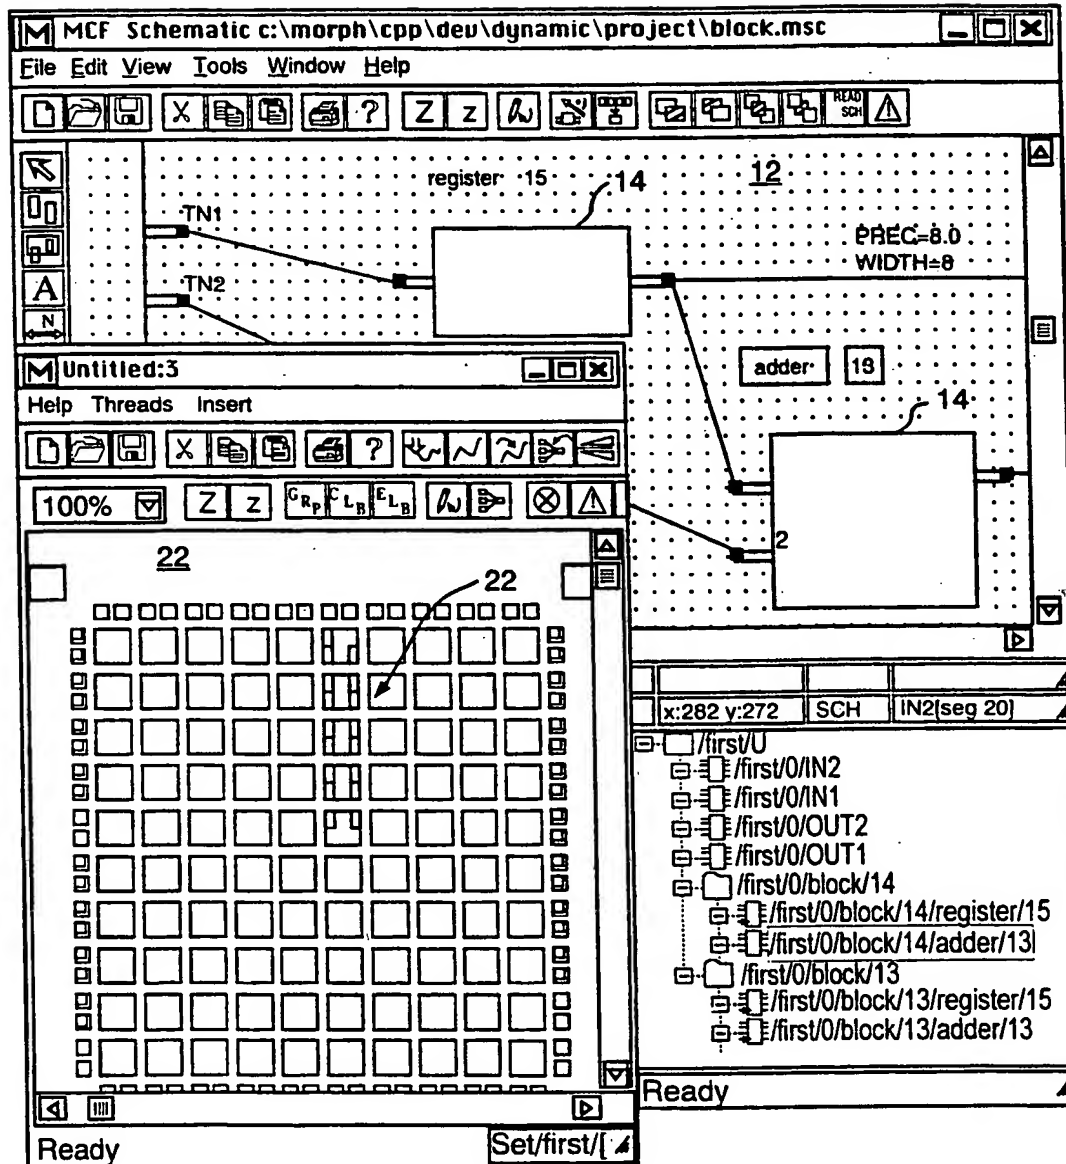 M MCF Schematic c:\morph\cpp\dev\dynamic\project\block.msc
File Edit View Tools Window Help
? Z z READ SCH
register 15 14 12
TN1
PREC=8.0
WIDTH=8
A
TN2
N
adder 13
14
2
M Untitled:3
Help Threads Insert
?
100% Z z GRP CLB ELB
22
22
x:282 y:272 SCH IN2[seg 20]
/first/U
/first/0/IN2
/first/0/IN1
/first/0/OUT2
/first/0/OUT1
/first/0/block/14
/first/0/block/14/register/15
/first/0/block/14/adder/13
/first/0/block/13
/first/0/block/13/register/15
/first/0/block/13/adder/13
Ready
Ready Set/first/[